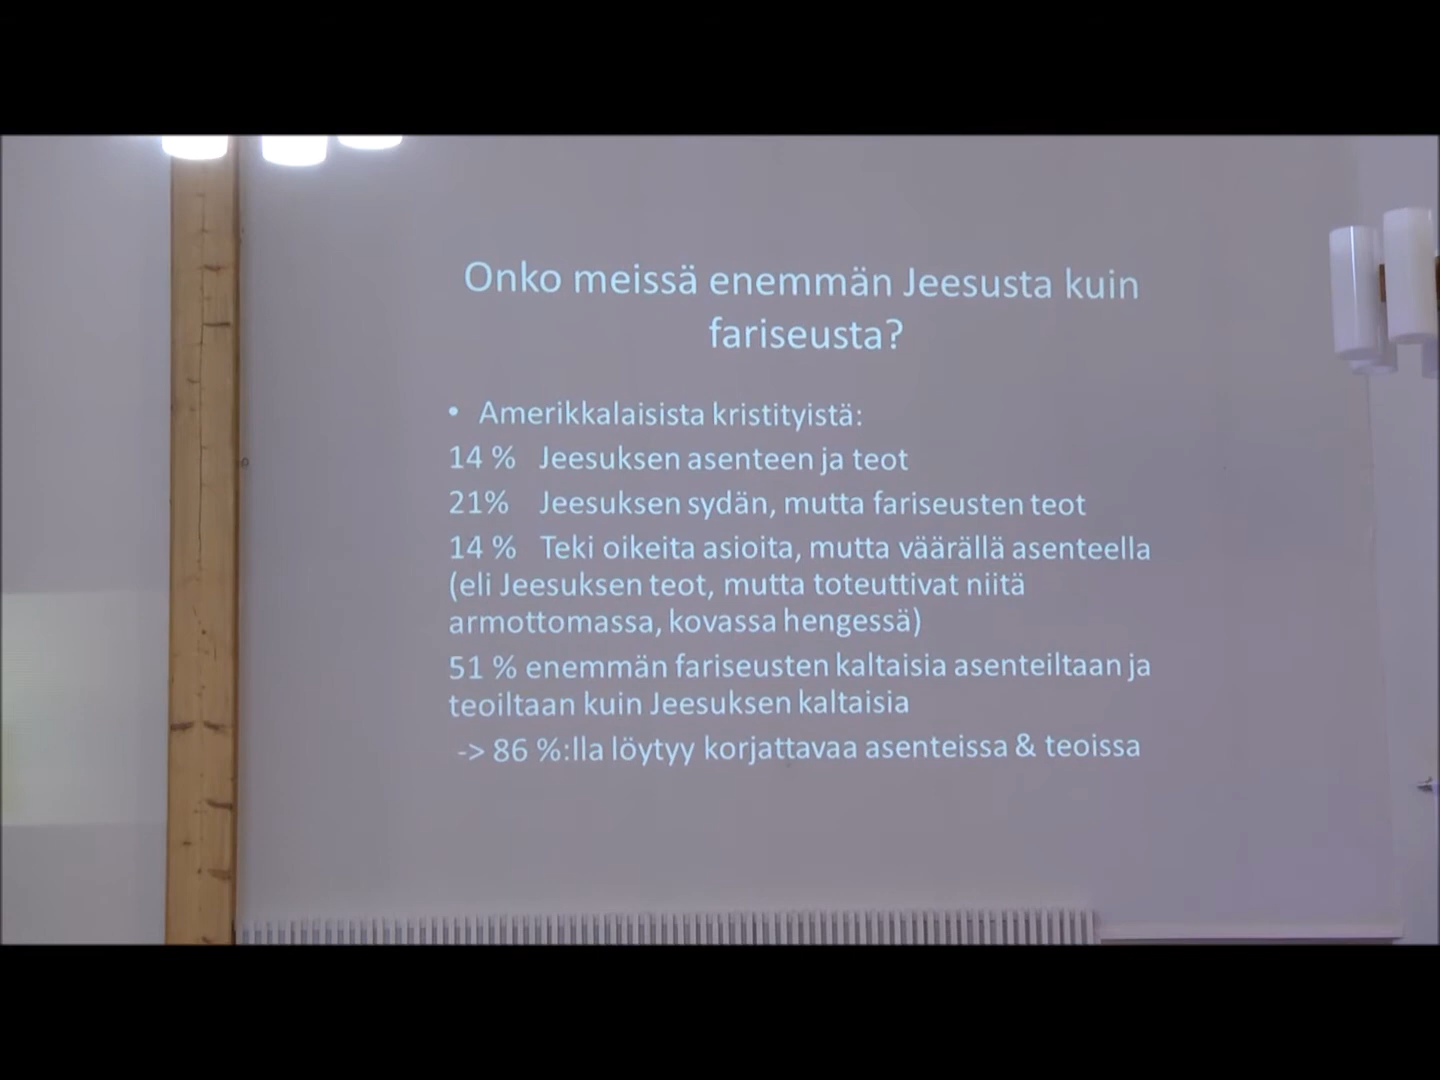 Onko meissä enemmän Jeesusta kuin
fariseusta?
• Amerikkalaisista kristityistä:
14 % Jeesuksen asenteen ja teot
21% Jeesuksen sydän, mutta fariseusten teot
14 % Teki oikeita asioita, mutta väärällä asenteella
(eli Jeesuksen teot, mutta toteuttivat niitä
armottomassa, kovassa hengessä)
51 % enemmän fariseusten kaltaisia asenteiltaan ja
teoiltaan kuin Jeesuksen kaltaisia
-> 86 %:lla löytyy korjattavaa asenteissa & teoissa